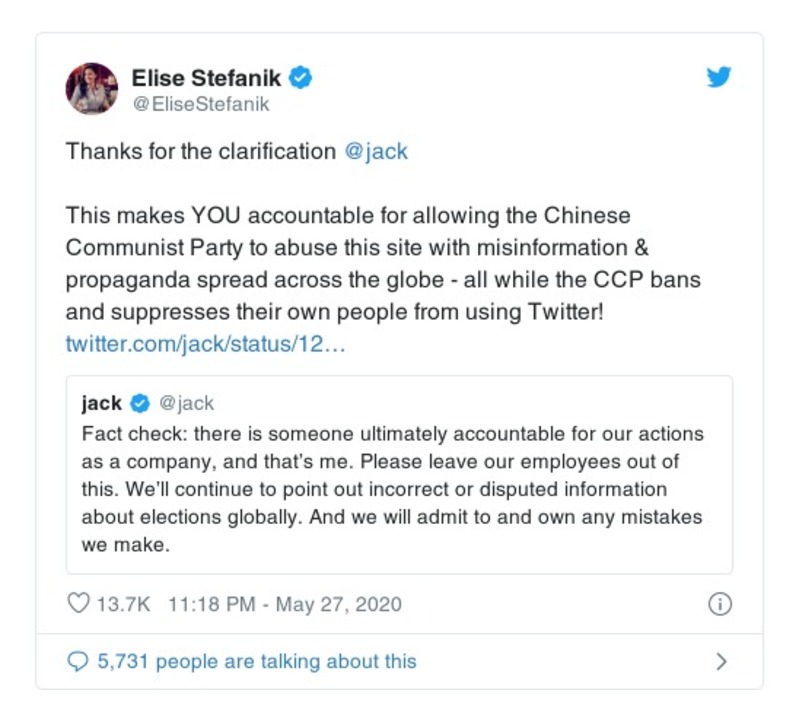 Elise Stefanik
@EliseStefanik
Thanks for the clarification @jack
This makes YOU accountable for allowing the Chinese
Communist Party to abuse this site with misinformation &
propaganda spread across the globe - all while the CCP bans
and suppresses their own people from using Twitter!
twitter.com/jack/status/12…
jack @jack
Fact check: there is someone ultimately accountable for our actions
as a company, and that’s me. Please leave our employees out of
this. We’ll continue to point out incorrect or disputed information
about elections globally. And we will admit to and own any mistakes
we make.
13.7K 11:18 PM - May 27, 2020
5,731 people are talking about this